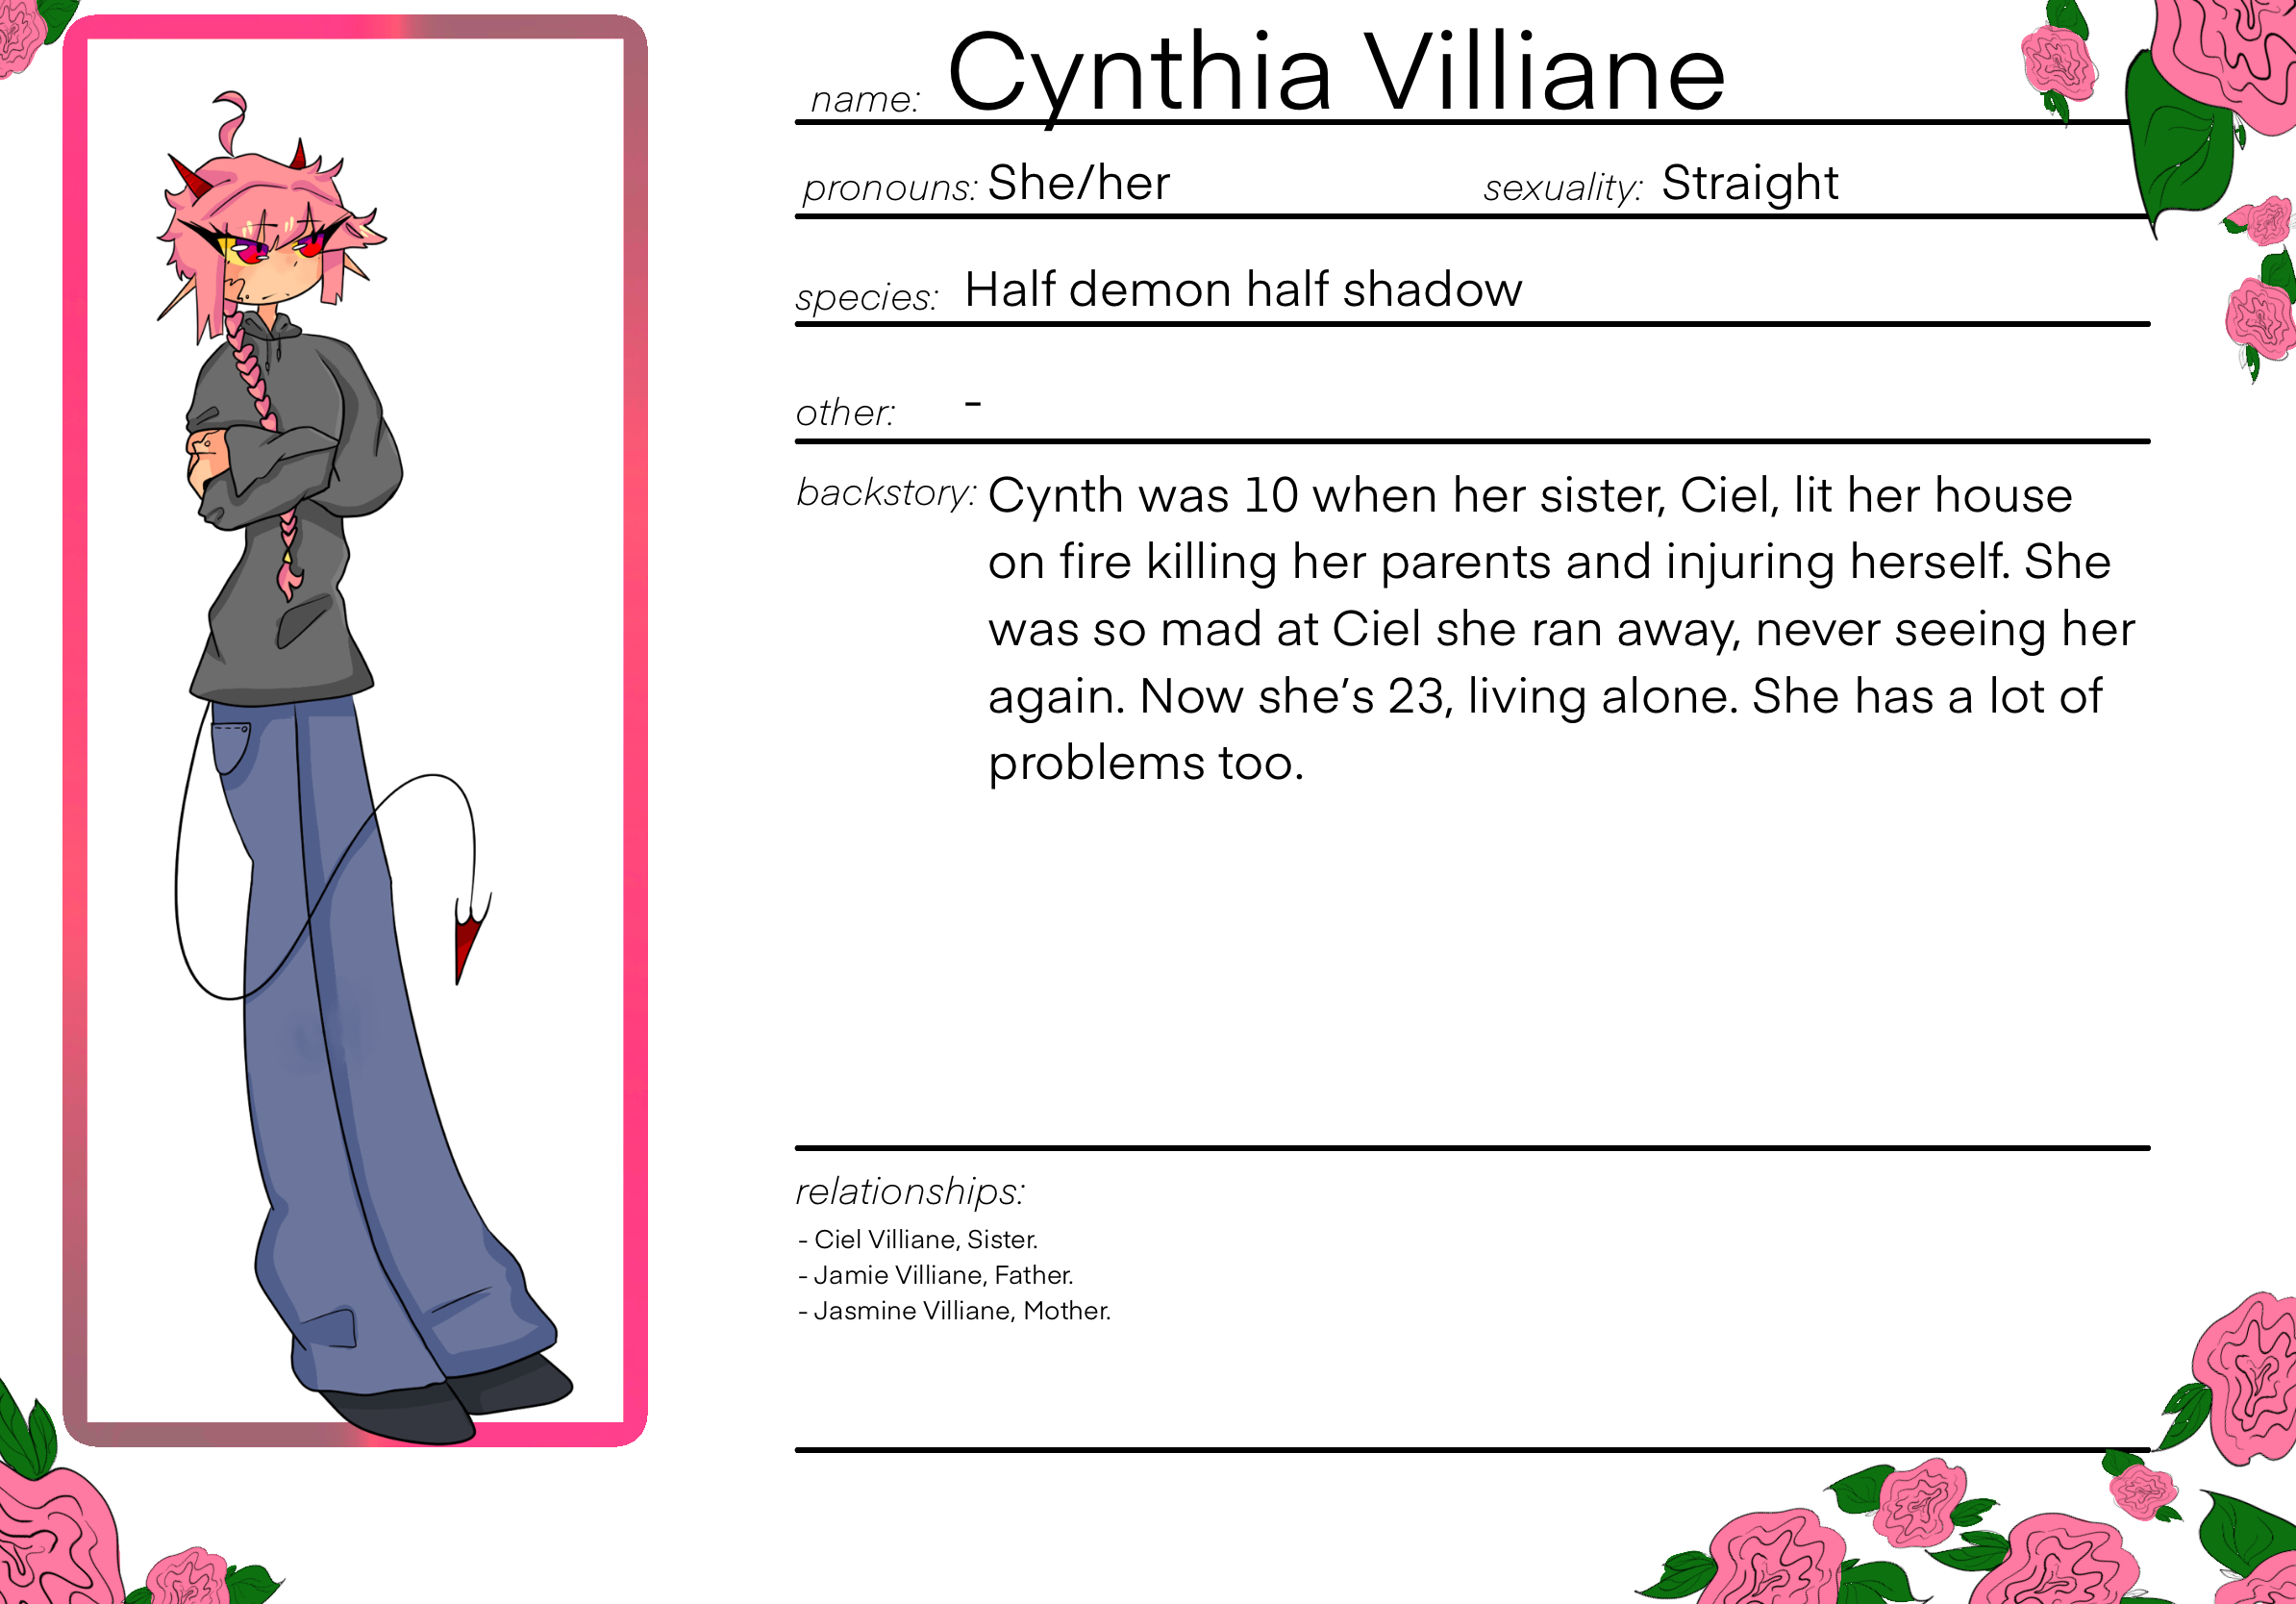 name: Cynthia Villiane
pronouns: She/her sexuality: Straight
species: Half demon half shadow
other: -
backstory: Cynth was 10 when her sister, Ciel, lit her house
on fire killing her parents and injuring herself. She
was so mad at Ciel she ran away, never seeing her
again. Now she's 23, living alone. She has a lot of
problems too.
relationships:
- Ciel Villiane, Sister.
- Jamie Villiane, Father.
- Jasmine Villiane, Mother.